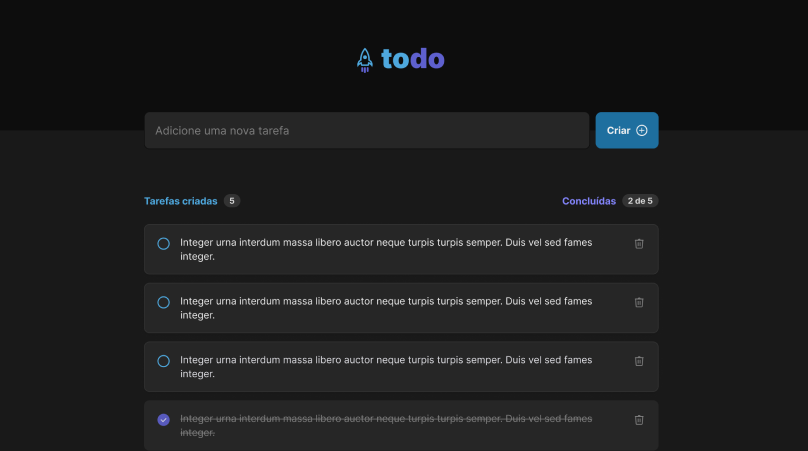 todo
Adicione uma nova tarefa
Criar
Tarefas criadas 5
Concluídas 2 de 5
Integer urna interdum massa libero auctor neque turpis turpis semper. Duis vel sed fames
integer.
Integer urna interdum massa libero auctor neque turpis turpis semper. Duis vel sed fames
integer.
Integer urna interdum massa libero auctor neque turpis turpis semper. Duis vel sed fames
integer.
Integer urna interdum massa libero auctor neque turpis turpis semper. Duis vel sed fames
integer.